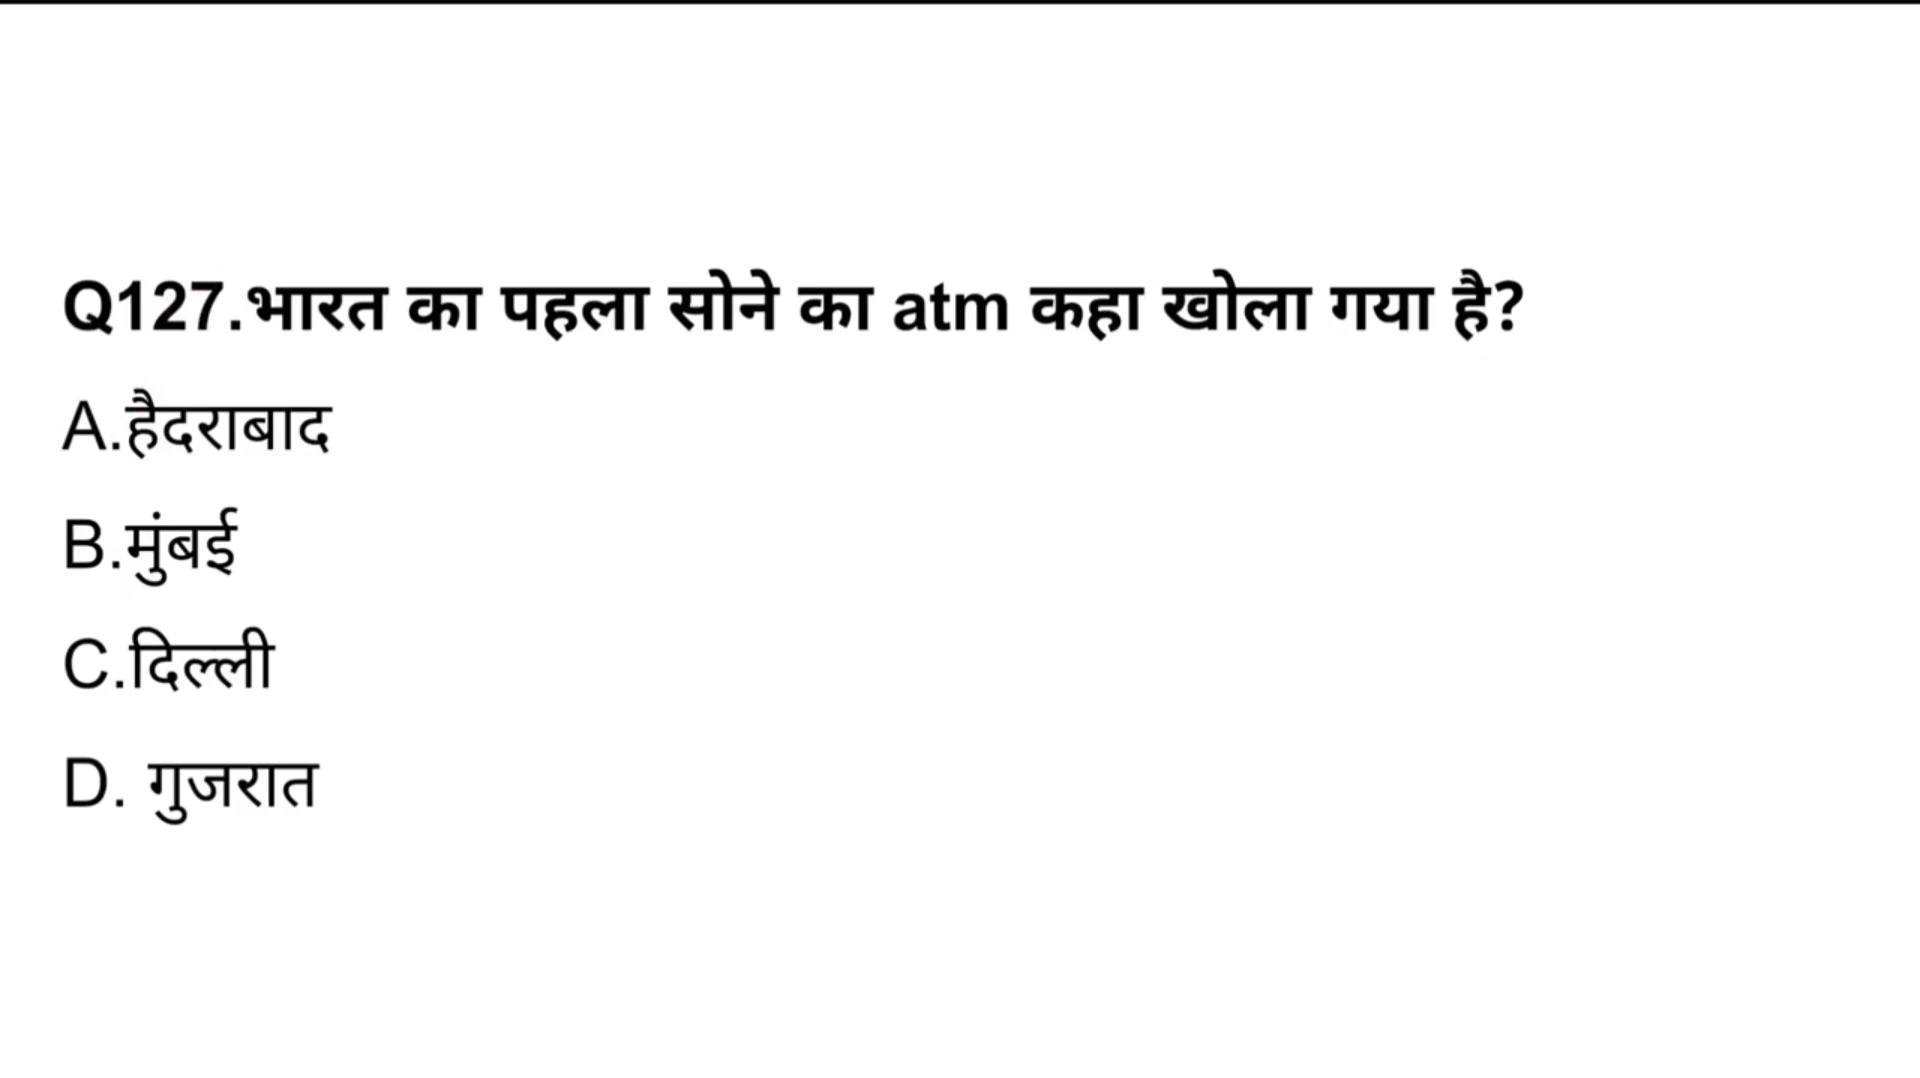 Q127.भारत का पहला सोने का atm कहा खोला गया है?
A.हैदराबाद
B.मुंबई
C.दिल्ली
D. गुजरात